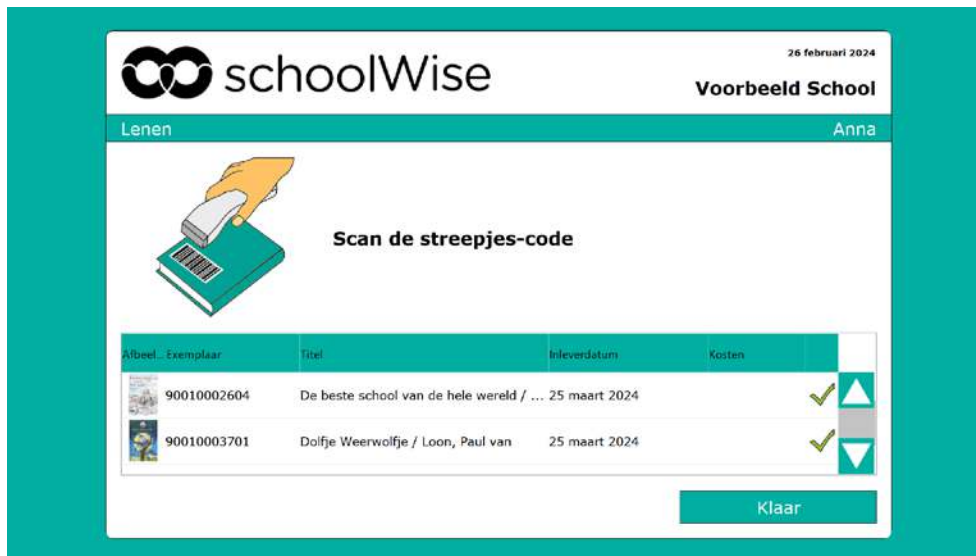 schoolWise
26 februari 2024
Voorbeeld School
Lenen Anna
Scan de streepjes-code
Afbeel... Exemplaar Titel Inleverdatum Kosten
90010002604 De beste school van de hele wereld / ... 25 maart 2024
90010003701 Dolfje Weerwolfje / Loon, Paul van 25 maart 2024
Klaar